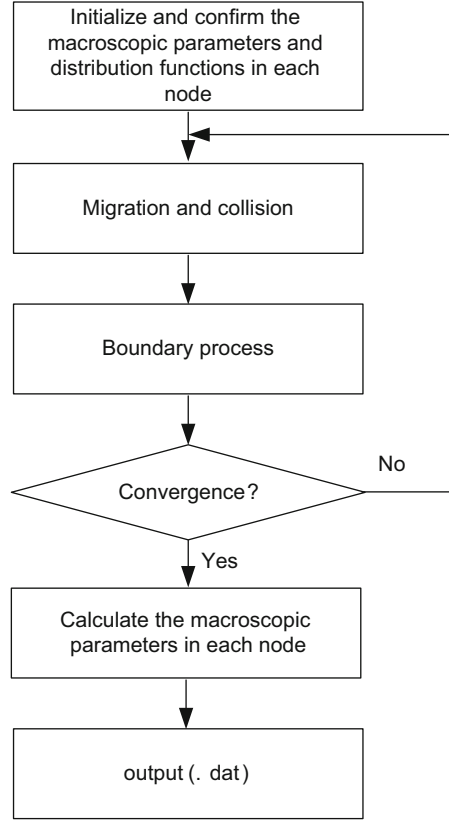 Initialize and confirm the
macroscopic parameters and
distribution functions in each
node
Migration and collision
Boundary process
Convergence?
No
Yes
Calculate the macroscopic
parameters in each node
output (. dat)